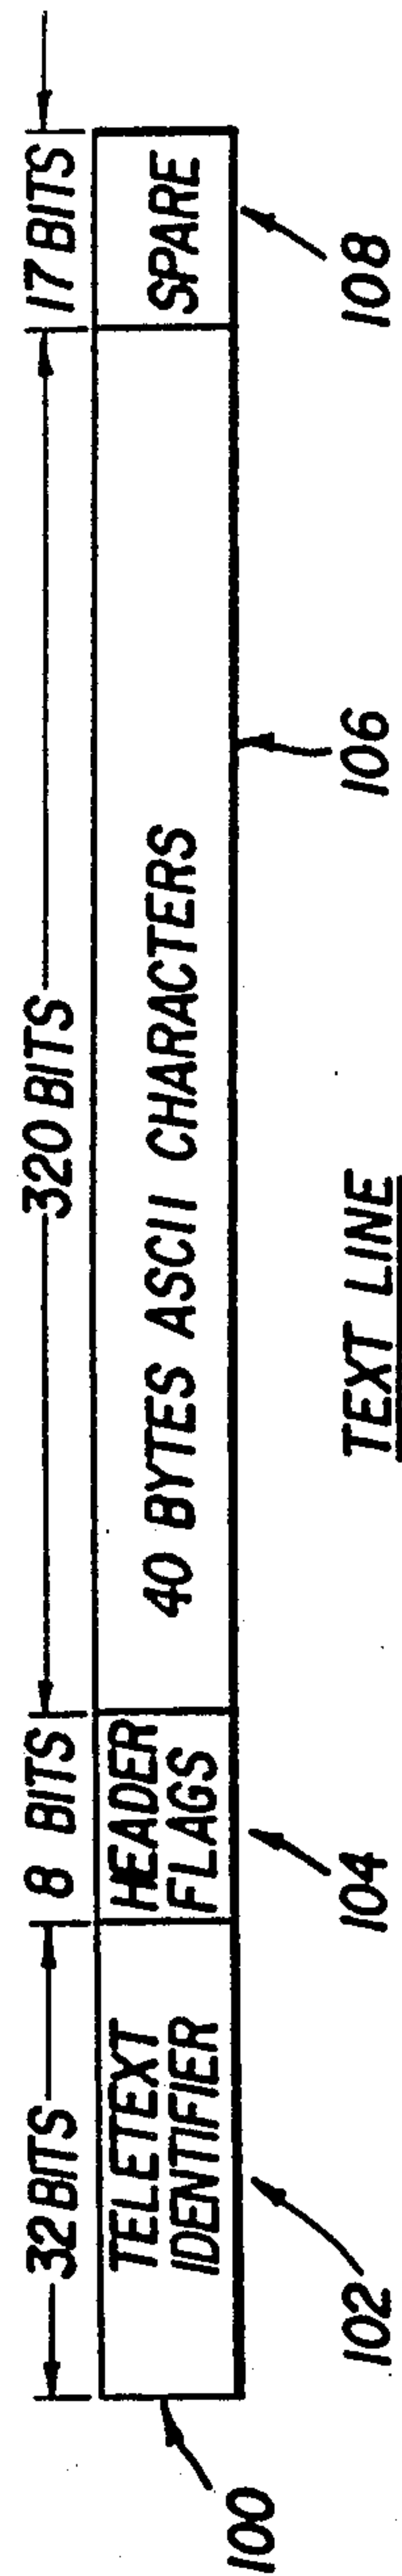 32 BITS 8 BITS 320 BITS 17 BITS
TELETEXT IDENTIFIER
HEADER FLAGS
40 BYTES ASCII CHARACTERS
SPARE
100
102
104
106
108
TEXT LINE